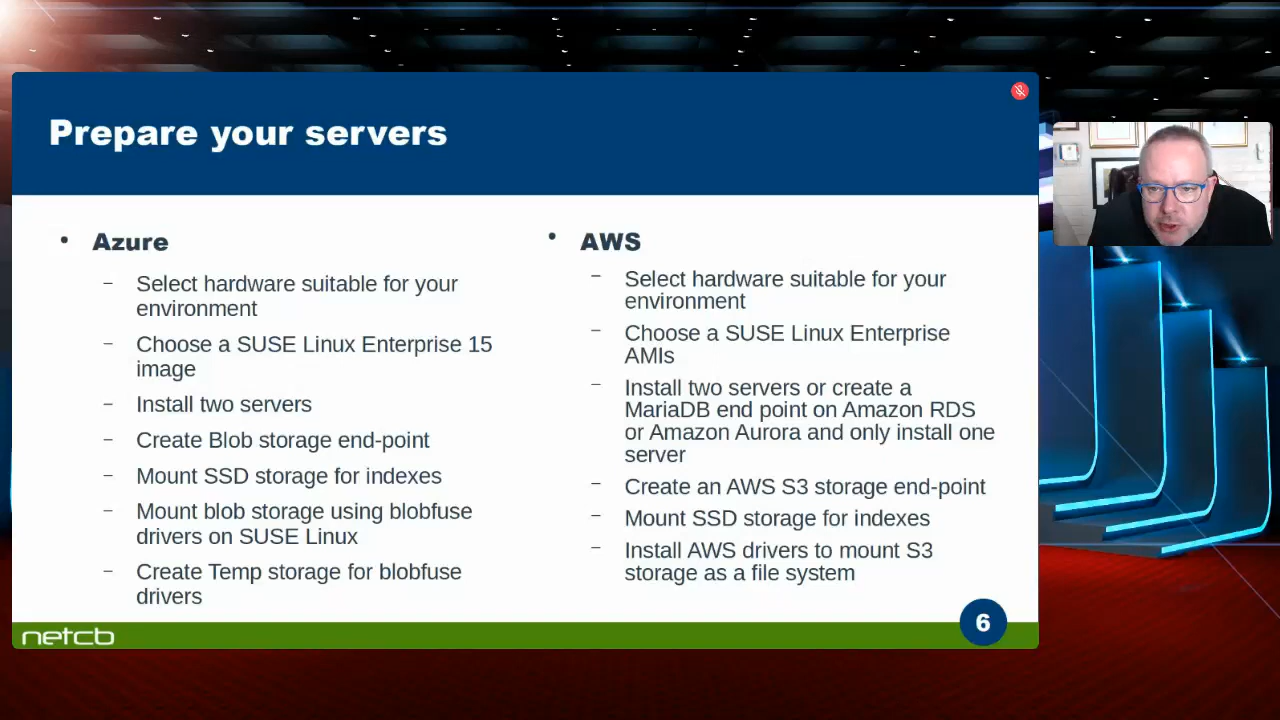 Prepare your servers
• Azure
– Select hardware suitable for your
environment
– Choose a SUSE Linux Enterprise 15
image
– Install two servers
– Create Blob storage end-point
– Mount SSD storage for indexes
– Mount blob storage using blobfuse
drivers on SUSE Linux
– Create Temp storage for blobfuse
drivers
• AWS
– Select hardware suitable for your
environment
– Choose a SUSE Linux Enterprise
AMIs
– Install two servers or create a
MariaDB end point on Amazon RDS
or Amazon Aurora and only install one
server
– Create an AWS S3 storage end-point
– Mount SSD storage for indexes
– Install AWS drivers to mount S3
storage as a file system
netcb
6